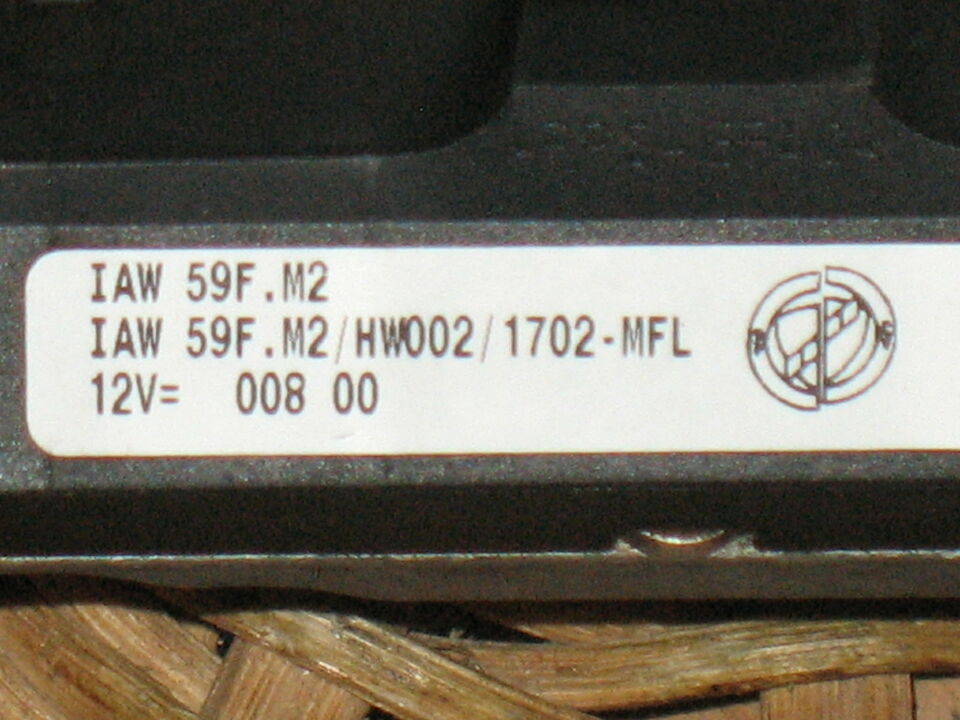 IAW 59F.M2
IAW 59F.M2/HW002/1702-MFL
12V= 008 00